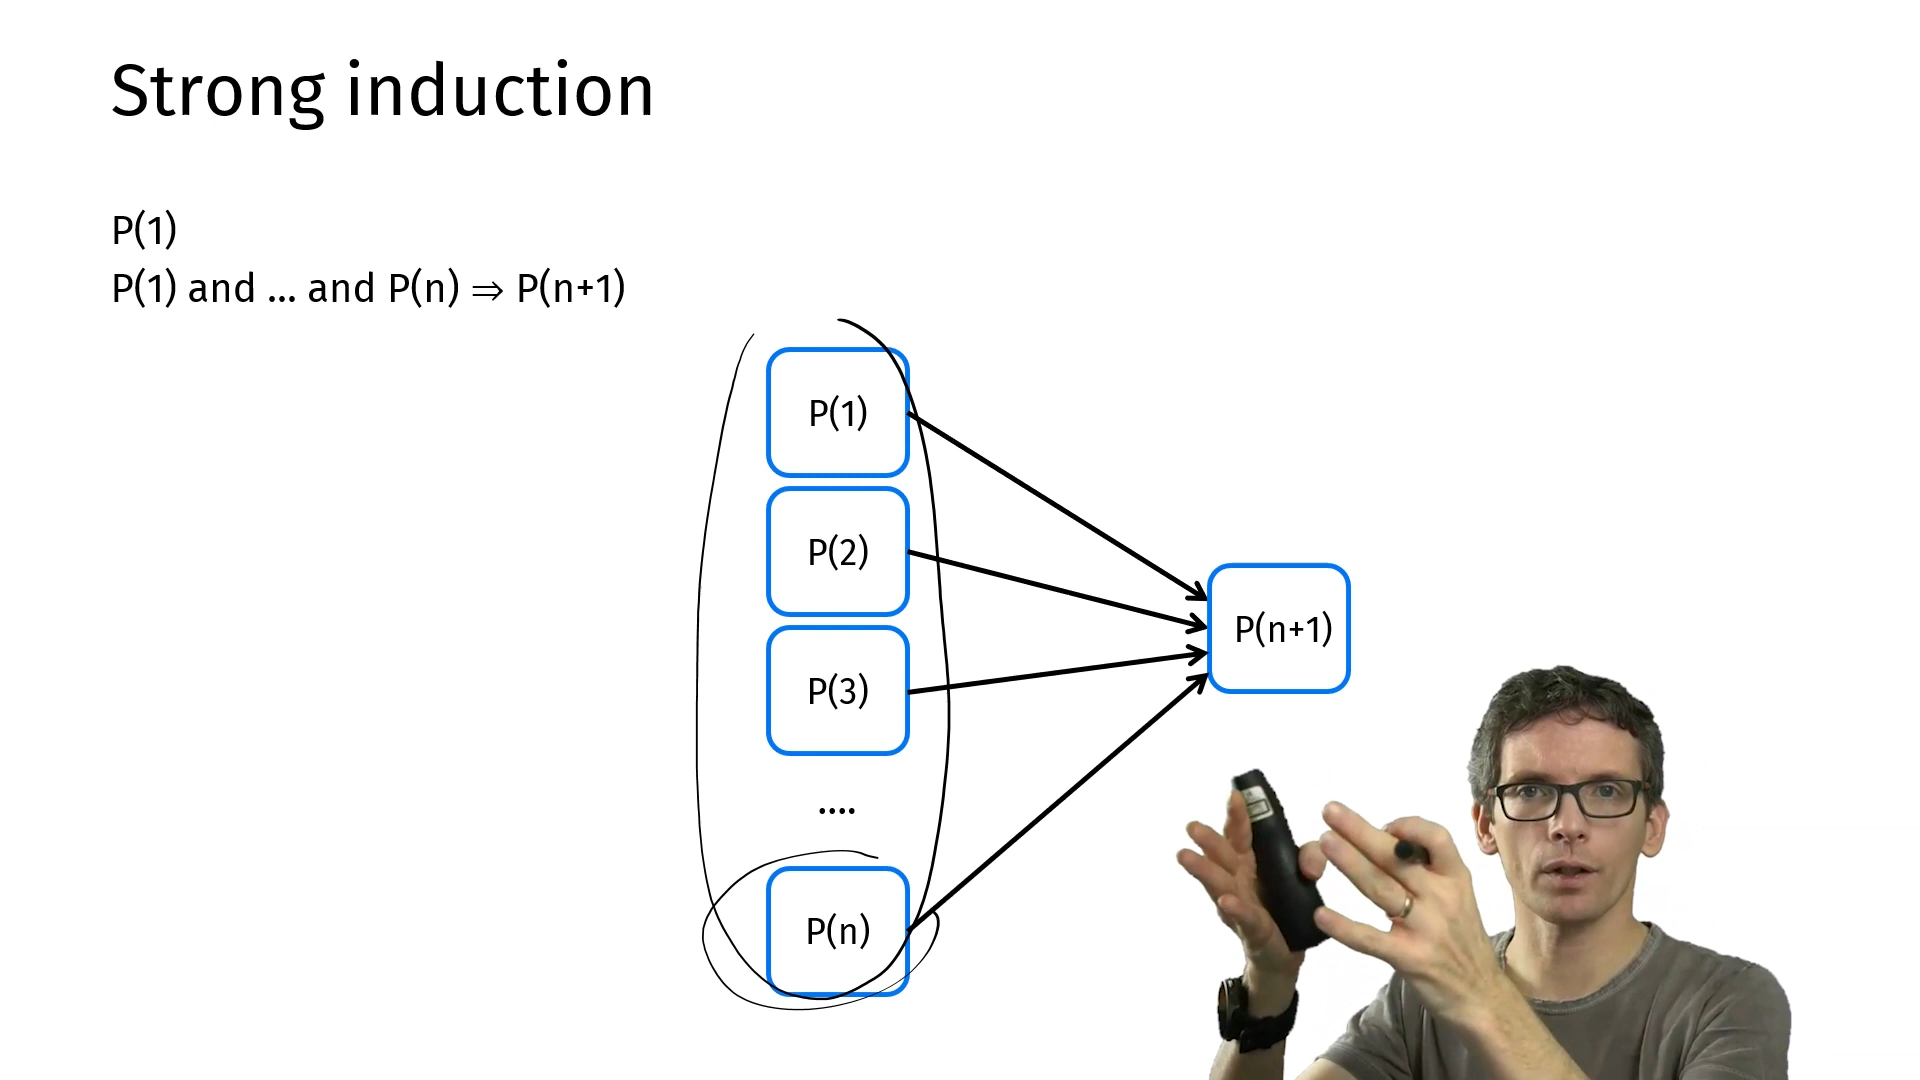 Strong induction
P(1)
P(1) and ... and P(n) ⇒ P(n+1)
P(1)
P(2)
P(3)
....
P(n)
P(n+1)